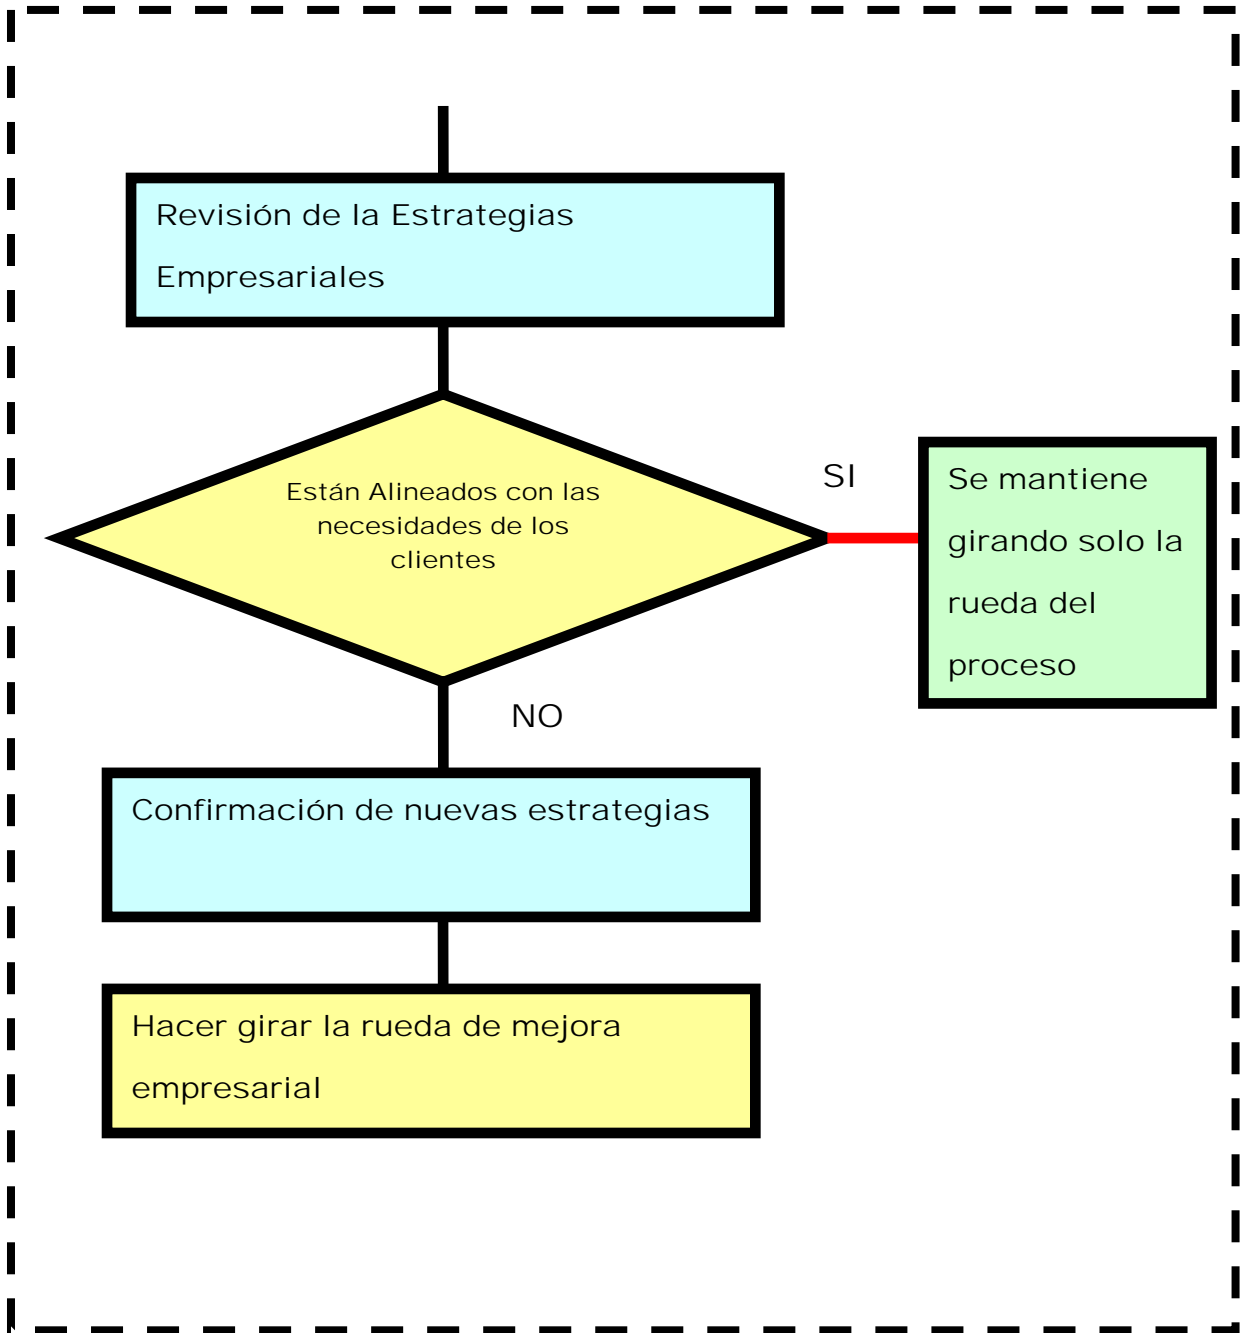 Revisión de la Estrategias
Empresariales
Están Alineados con las
necesidades de los
clientes
SI
Se mantiene
girando solo la
rueda del
proceso
NO
Confirmación de nuevas estrategias
Hacer girar la rueda de mejora
empresarial